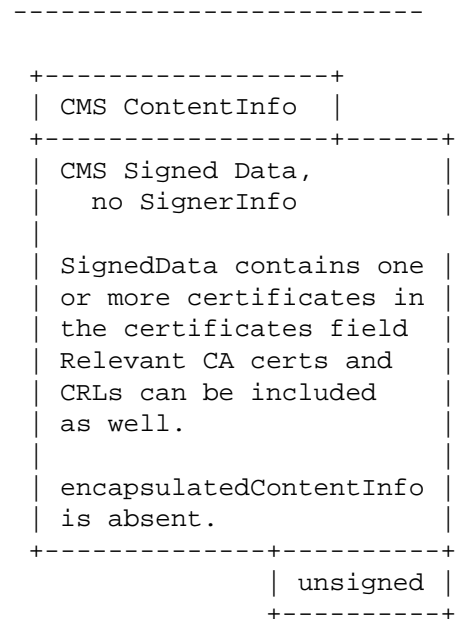 --------------------------
+------------------+
| CMS ContentInfo |
+------------------+------+
| CMS Signed Data, |
| no SignerInfo |
|
| SignedData contains one |
| or more certificates in |
| the certificates field |
| Relevant CA certs and |
| CRLs can be included |
| as well. |
| |
| encapsulatedContentInfo |
| is absent. |
+--------------+----------+
| unsigned |
+----------+